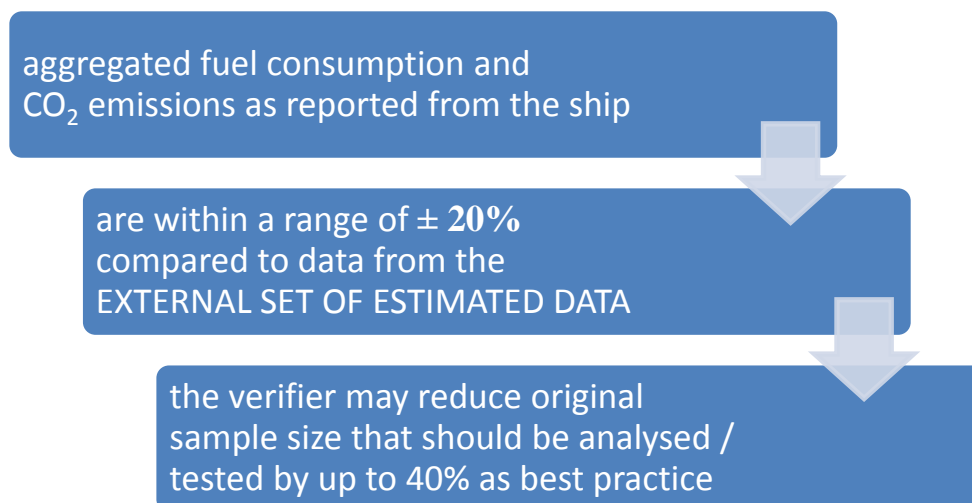 aggregated fuel consumption and
CO₂ emissions as reported from the ship
are within a range of ± 20%
compared to data from the
EXTERNAL SET OF ESTIMATED DATA
the verifier may reduce original
sample size that should be analysed /
tested by up to 40% as best practice